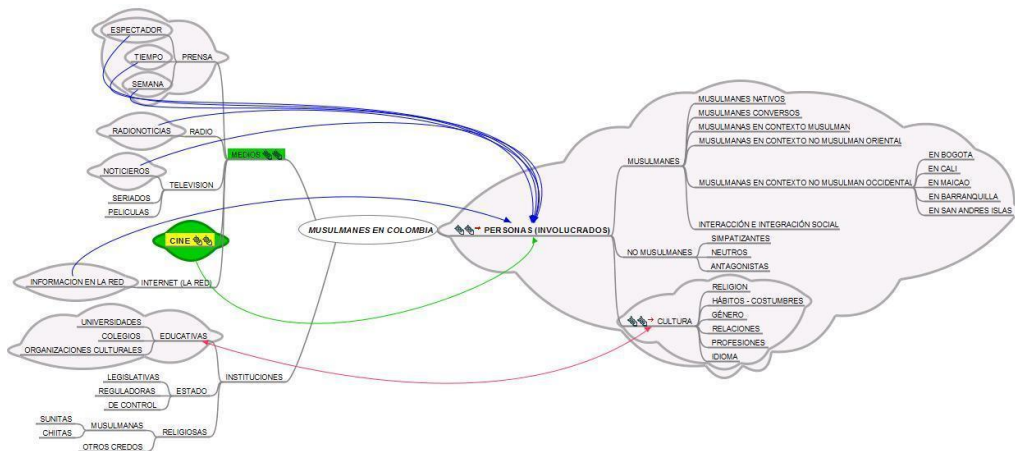 ESPECTADOR
TIEMPO
SEMANA
PRENSA
RADIONOTICIAS
RADIO
MEDIOS
NOTICIEROS
TELEVISION
SERIADOS
PELICULAS
CINE
INFORMACION EN LA RED
INTERNET (LA RED)
UNIVERSIDADES
COLEGIOS
ORGANIZACIONES CULTURALES
EDUCATIVAS
INSTITUCIONES
LEGISLATIVAS
REGULADORAS
DE CONTROL
ESTADO
SUNITAS
CHIITAS
MUSULMANAS
RELIGIOSAS
OTROS CREDOS
MUSULMANES EN COLOMBIA
PERSONAS (INVOLUCRADOS)
MUSULMANES
MUSULMANES NATIVOS
MUSULMANES CONVERSOS
MUSULMANAS EN CONTEXTO MUSULMAN
MUSULMANAS EN CONTEXTO NO MUSULMAN ORIENTAL
MUSULMANAS EN CONTEXTO NO MUSULMAN OCCIDENTAL
EN BOGOTA
EN CALI
EN MAICAO
EN BARRANQUILLA
EN SAN ANDRES ISLAS
INTERACCIÓN E INTEGRACIÓN SOCIAL
NO MUSULMANES
SIMPATIZANTES
NEUTROS
ANTAGONISTAS
CULTURA
RELIGION
HÁBITOS - COSTUMBRES
GÉNERO
RELACIONES
PROFESIONES
IDIOMA